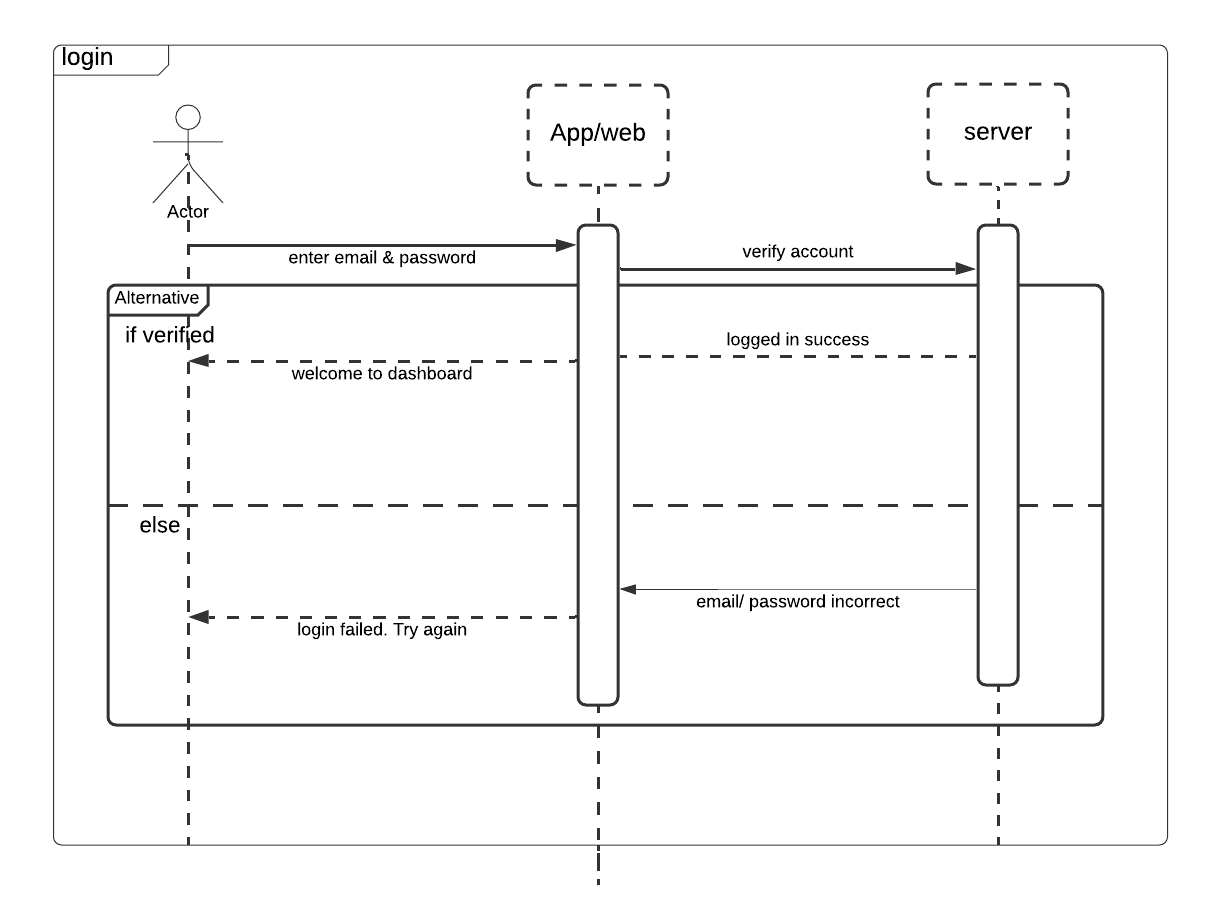 login
App/web
server
Actor
enter email & password
verify account
Alternative
if verified
logged in success
welcome to dashboard
else
email/ password incorrect
login failed. Try again